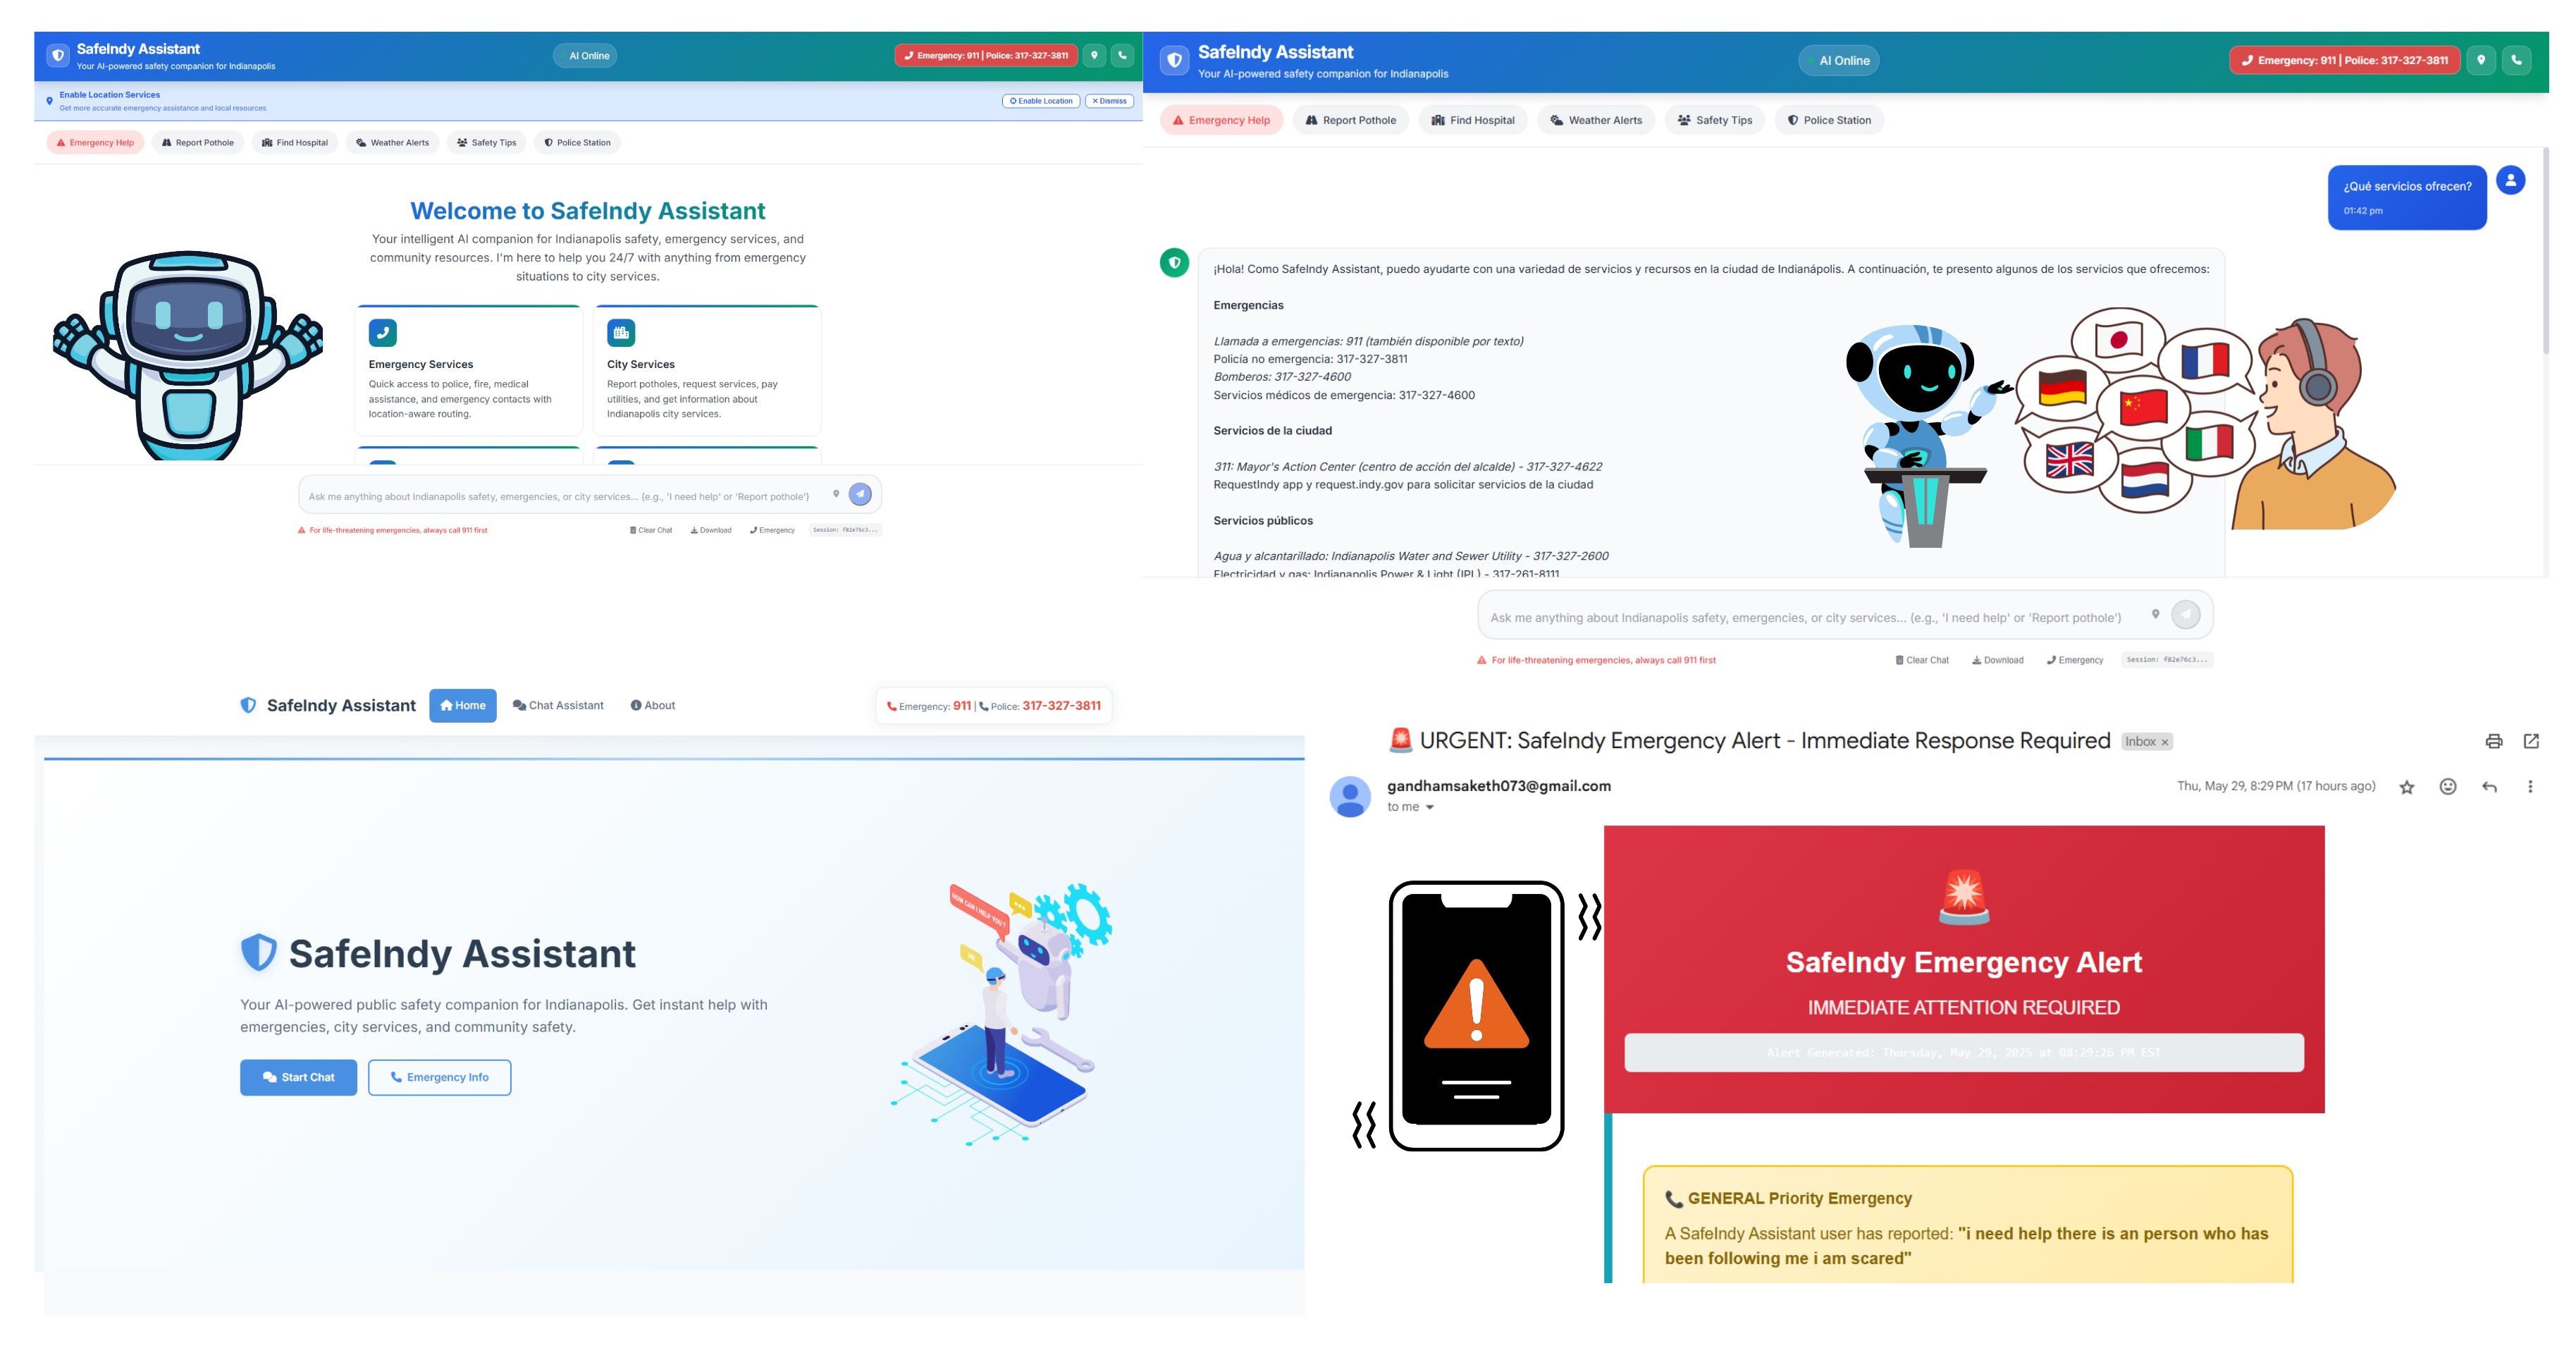 SafeIndy Assistant
Your AI-powered safety companion for Indianapolis
AI Online
Emergency: 911 | Police: 317-327-3811
Enable Location Services
Get more accurate emergency assistance and local resources
Enable Location
Dismiss
Emergency Help
Report Pothole
Find Hospital
Weather Alerts
Safety Tips
Police Station
Welcome to SafeIndy Assistant
Your intelligent AI companion for Indianapolis safety, emergency services, and
community resources. I'm here to help you 24/7 with anything from emergency
situations to city services.
Emergency Services
Quick access to police, fire, medical
assistance, and emergency contacts with
location-aware routing.
City Services
Report potholes, request services, pay
utilities, and get information about
Indianapolis city services.
Ask me anything about Indianapolis safety, emergencies, or city services... (e.g., 'I need help' or 'Report pothole')
For life-threatening emergencies, always call 911 first
Clear Chat
Download
Emergency
Session: f82e76c3...
SafeIndy Assistant
Your AI-powered safety companion for Indianapolis
AI Online
Emergency: 911 | Police: 317-327-3811
Emergency Help
Report Pothole
Find Hospital
Weather Alerts
Safety Tips
Police Station
¿Qué servicios ofrecen?
01:42 pm
¡Hola! Como SafeIndy Assistant, puedo ayudarte con una variedad de servicios y recursos en la ciudad de Indianápolis. A continuación, te presento algunos de los servicios que ofrecemos:
Emergencias
Llamada a emergencias: 911 (también disponible por texto)
Policía no emergencia: 317-327-3811
Bomberos: 317-327-4600
Servicios médicos de emergencia: 317-327-4600
Servicios de la ciudad
311: Mayor's Action Center (centro de acción del alcalde) - 317-327-4622
RequestIndy app y request.indy.gov para solicitar servicios de la ciudad
Servicios públicos
Agua y alcantarillado: Indianapolis Water and Sewer Utility - 317-327-2600
Electricidad y gas: Indianapolis Power & Light (IPL) - 317-261-8111
Ask me anything about Indianapolis safety, emergencies, or city services... (e.g., 'I need help' or 'Report pothole')
For life-threatening emergencies, always call 911 first
Clear Chat
Download
Emergency
Session: f82e76c3...
SafeIndy Assistant
Home
Chat Assistant
About
Emergency: 911 | Police: 317-327-3811
SafeIndy Assistant
Your AI-powered public safety companion for Indianapolis. Get instant help with
emergencies, city services, and community safety.
Start Chat
Emergency Info
HOW CAN I HELP YOU?
HI
URGENT: SafeIndy Emergency Alert - Immediate Response Required
Inbox ×
gandhamsaketh073@gmail.com
to me
Thu, May 29, 8:29 PM (17 hours ago)
SafeIndy Emergency Alert
IMMEDIATE ATTENTION REQUIRED
Alert Generated: Thursday, May 29, 2025 at 08:29:26 PM EST
GENERAL Priority Emergency
A SafeIndy Assistant user has reported: "i need help there is an person who has
been following me i am scared"